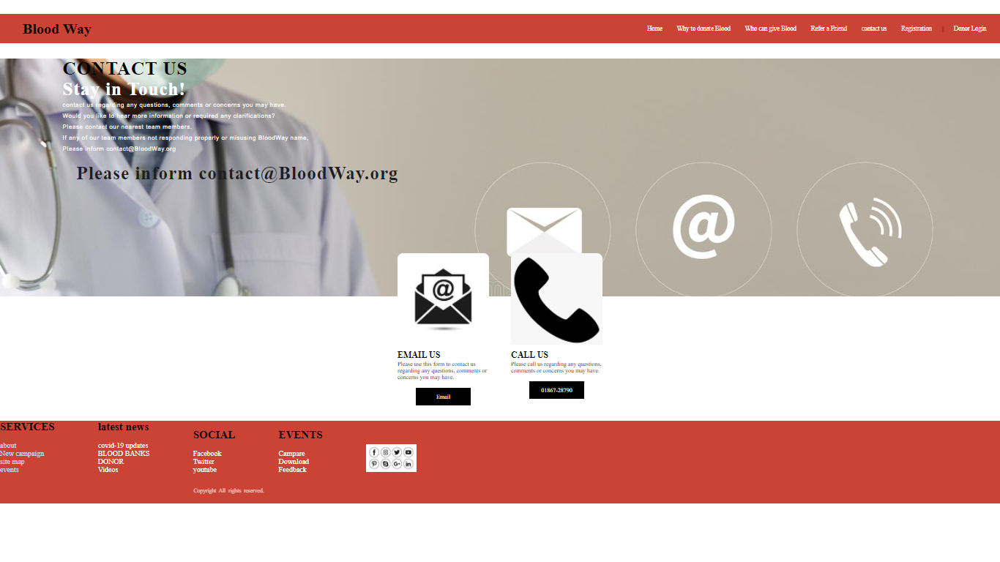 Blood Way
Home Why to donate Blood Who can give Blood Refer a Friend contact us Registration | Donor Login
CONTACT US
Stay in Touch!
contact us regarding any questions, comments or concerns you may have.
Would you like to hear more information or required any clarifications?
Please contact our nearest team members.
If any of our team members not responding properly or misusing BloodWay name,
Please inform contact@BloodWay.org
Please inform contact@BloodWay.org
EMAIL US
Please use this form to contact us
regarding any questions, comments or
concerns you may have.
Email
CALL US
Please call us regarding any questions,
comments or concerns you may have.
01867-28790
SERVICES
about
New campaign
site map
events
latest news
covid-19 updates
BLOOD BANKS
DONOR
Videos
SOCIAL
Facebook
Twitter
youtube
EVENTS
Campare
Download
Feedback
Copyright All rights reserved.